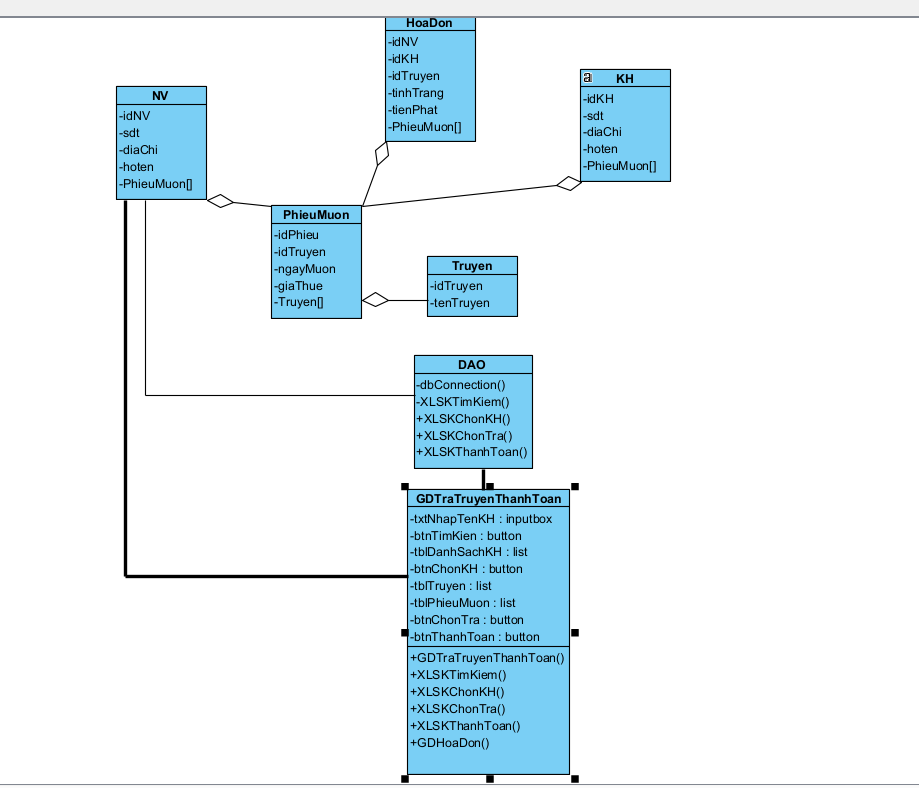 HoaDon
-idNV
-idKH
-idTruyen
-tinhTrang
-tienPhat
-PhieuMuon[]
a KH
-idKH
-sdt
-diaChi
-hoten
-PhieuMuon[]
NV
-idNV
-sdt
-diaChi
-hoten
-PhieuMuon[]
PhieuMuon
-idPhieu
-idTruyen
-ngayMuon
-giaThue
-Truyen[]
Truyen
-idTruyen
-tenTruyen
DAO
-dbConnection()
-XLSKTimKiem()
+XLSKChonKH()
+XLSKChonTra()
+XLSKThanhToan()
GDTraTruyenThanhToan
-txtNhapTenKH : inputbox
-btnTimKien : button
-tblDanhSachKH : list
-btnChonKH : button
-tblTruyen : list
-tblPhieuMuon : list
-btnChonTra : button
-btnThanhToan : button
+GDTraTruyenThanhToan()
+XLSKTimKiem()
+XLSKChonKH()
+XLSKChonTra()
+XLSKThanhToan()
+GDHoaDon()